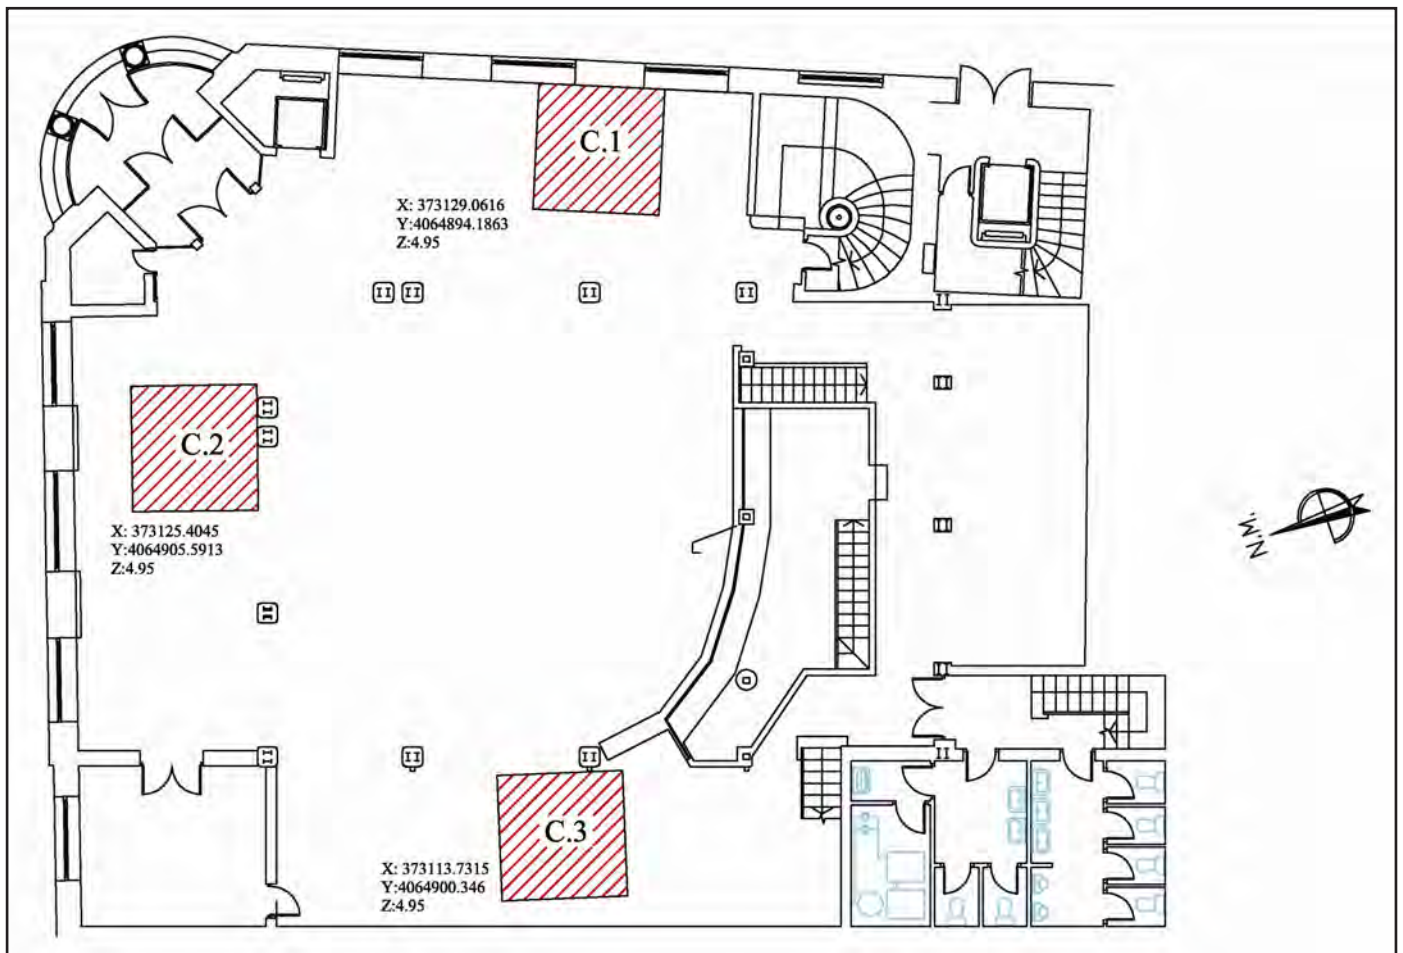 C.1
X: 373129.0616
Y:4064894.1863
Z:4.95
C.2
X: 373125.4045
Y:4064905.5913
Z:4.95
N.M.
C.3
X: 373113.7315
Y:4064900.346
Z:4.95